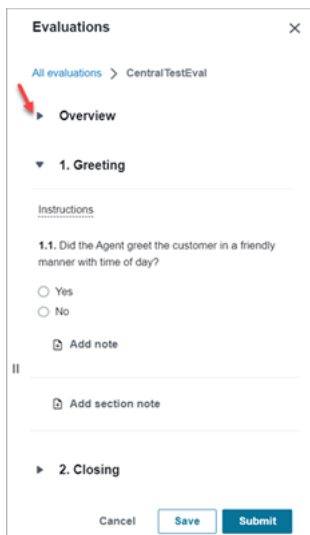 Evaluations
All evaluations > CentralTestEval
Overview
1. Greeting
Instructions
1.1. Did the Agent greet the customer in a friendly
manner with time of day?
Yes
No
Add note
Add section note
2. Closing
Cancel Save Submit